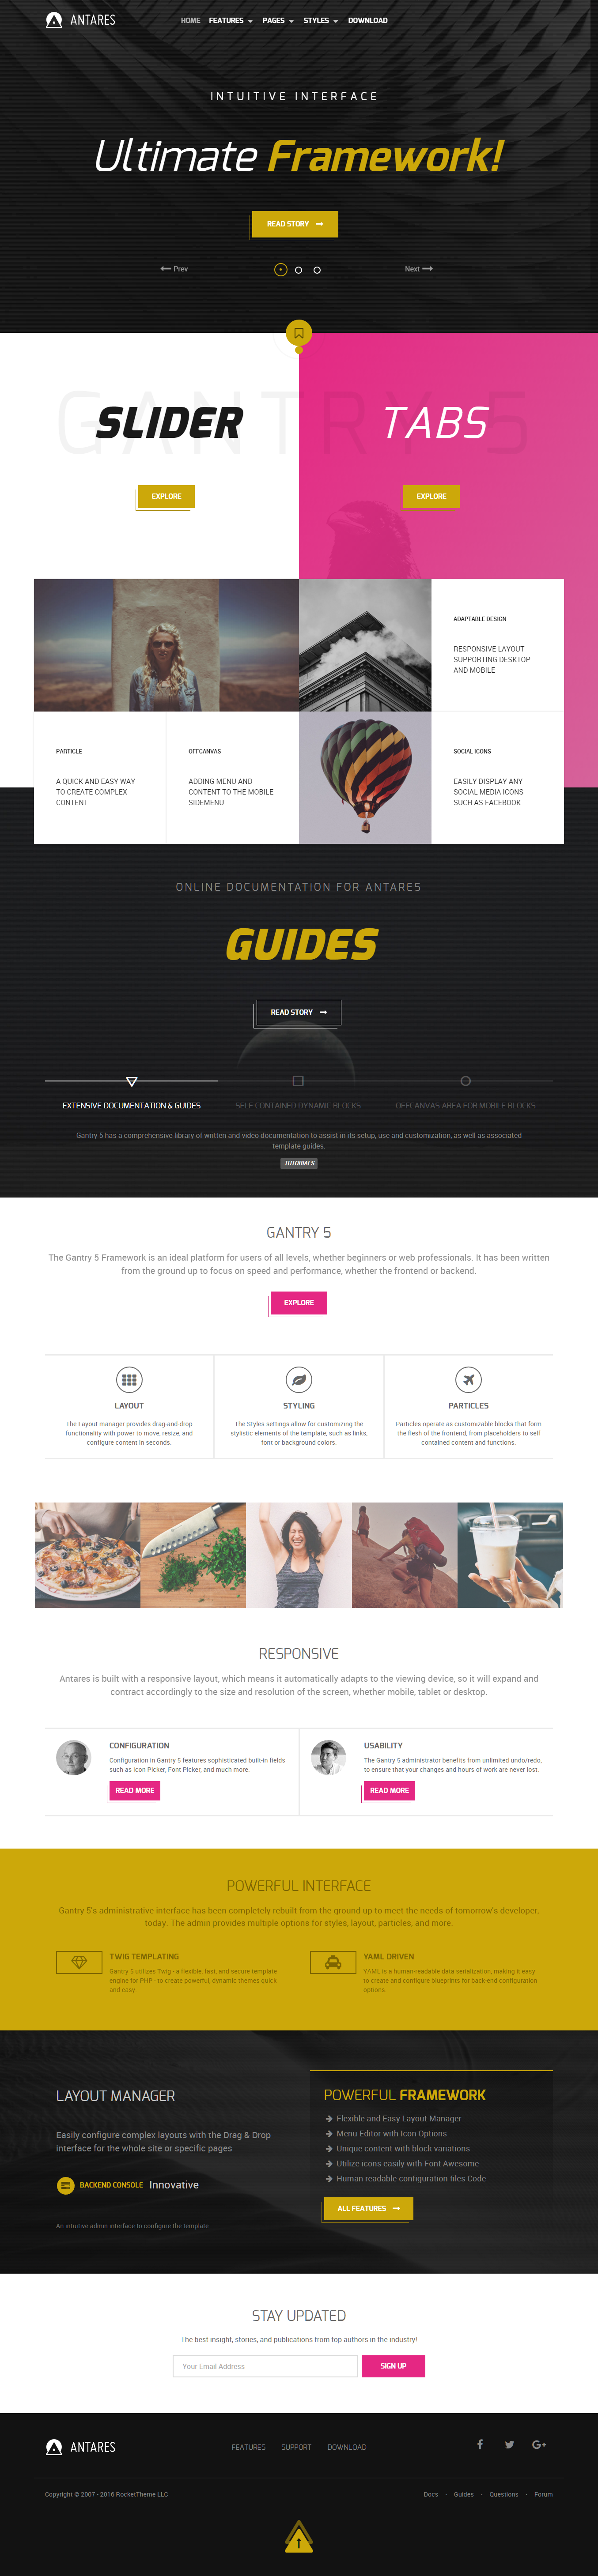 ANTARES
HOME FEATURES PAGES STYLES DOWNLOAD
INTUITIVE INTERFACE
Ultimate Framework!
READ STORY
Prev
Next
GANTRY 5
SLIDER
TABS
EXPLORE
EXPLORE
ADAPTABLE DESIGN
RESPONSIVE LAYOUT
SUPPORTING DESKTOP
AND MOBILE
PARTICLE
A QUICK AND EASY WAY
TO CREATE COMPLEX
CONTENT
OFFCANVAS
ADDING MENU AND
CONTENT TO THE MOBILE
SIDEMENU
SOCIAL ICONS
EASILY DISPLAY ANY
SOCIAL MEDIA ICONS
SUCH AS FACEBOOK
ONLINE DOCUMENTATION FOR ANTARES
GUIDES
READ STORY
EXTENSIVE DOCUMENTATION & GUIDES
SELF CONTAINED DYNAMIC BLOCKS
OFFCANVAS AREA FOR MOBILE BLOCKS
Gantry 5 has a comprehensive library of written and video documentation to assist in its setup, use and customization, as well as associated
template guides.
TUTORIALS
GANTRY 5
The Gantry 5 Framework is an ideal platform for users of all levels, whether beginners or web professionals. It has been written
from the ground up to focus on speed and performance, whether the frontend or backend.
EXPLORE
LAYOUT
The Layout manager provides drag-and-drop
functionality with power to move, resize, and
configure content in seconds.
STYLING
The Styles settings allow for customizing the
stylistic elements of the template, such as links,
font or background colors.
PARTICLES
Particles operate as customizable blocks that form
the flesh of the frontend, from placeholders to self
contained content and functions.
RESPONSIVE
Antares is built with a responsive layout, which means it automatically adapts to the viewing device, so it will expand and
contract accordingly to the size and resolution of the screen, whether mobile, tablet or desktop.
CONFIGURATION
Configuration in Gantry 5 features sophisticated built-in fields
such as Icon Picker, Font Picker, and much more.
READ MORE
USABILITY
The Gantry 5 administrator benefits from unlimited undo/redo,
to ensure that your changes and hours of work are never lost.
READ MORE
POWERFUL INTERFACE
Gantry 5's administrative interface has been completely rebuilt from the ground up to meet the needs of tomorrow's developer,
today. The admin provides multiple options for styles, layout, particles, and more.
TWIG TEMPLATING
Gantry 5 utilizes Twig - a flexible, fast, and secure template
engine for PHP - to create powerful, dynamic themes quick
and easy.
YAML DRIVEN
YAML is a human-readable data serialization, making it easy
to create and configure blueprints for back-end configuration
options.
LAYOUT MANAGER
Easily configure complex layouts with the Drag & Drop
interface for the whole site or specific pages
BACKEND CONSOLE Innovative
An intuitive admin interface to configure the template
POWERFUL FRAMEWORK
Flexible and Easy Layout Manager
Menu Editor with Icon Options
Unique content with block variations
Utilize icons easily with Font Awesome
Human readable configuration files Code
ALL FEATURES
STAY UPDATED
The best insight, stories, and publications from top authors in the industry!
Your Email Address
SIGN UP
ANTARES
FEATURES SUPPORT DOWNLOAD
Copyright © 2007 - 2016 RocketTheme LLC
Docs • Guides • Questions • Forum